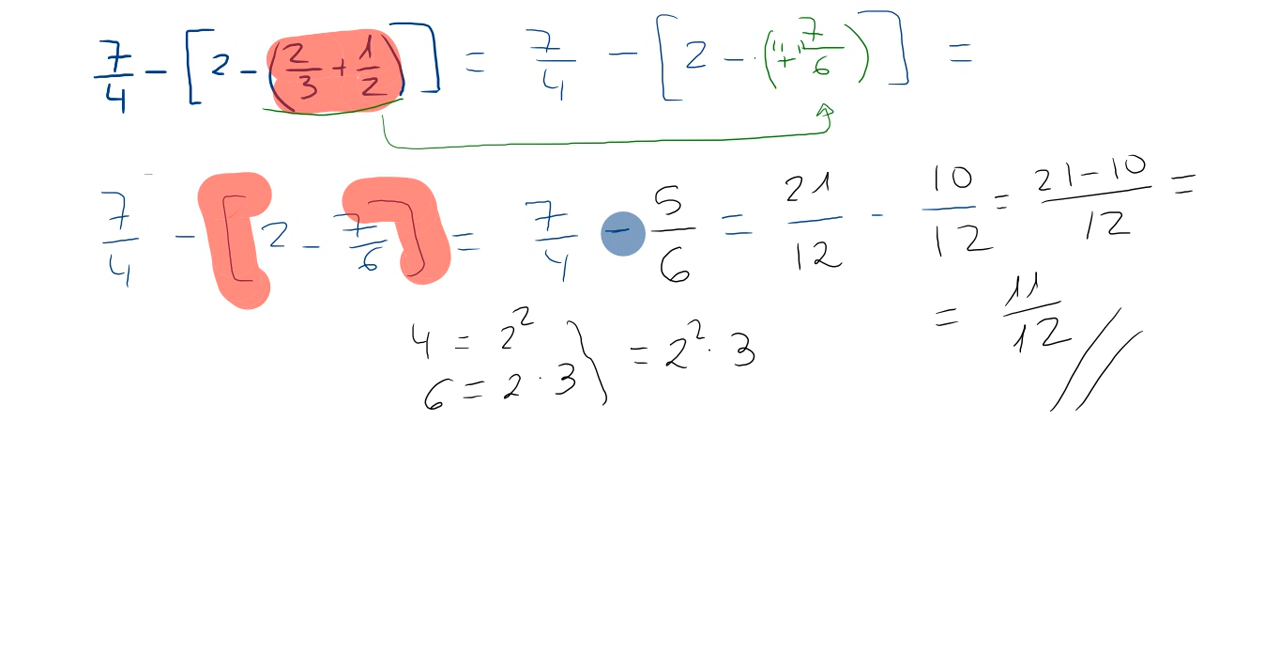 7/4 - [2 - (2/3 + 1/2)] = 7/4 - [2 - · ("+" 7/6)] =
7/4 - [2 - 7/6] = 7/4 - 5/6 = 21/12 - 10/12 = (21-10)/12 =
= 11/12 //
4 = 2²
6 = 2 · 3 } = 2² · 3